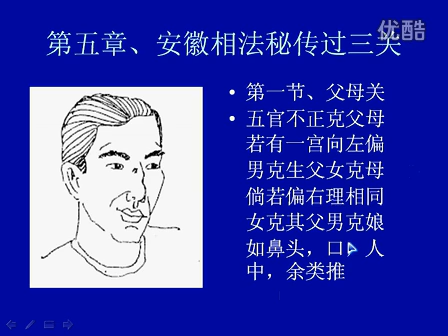 优酷
第五章、安徽相法秘传过三关
• 第一节、父母关
• 五官不正克父母
若有一宫向左偏
男克生父女克母
倘若偏右理相同
女克其父男克娘
如鼻头，口，人
中，余类推